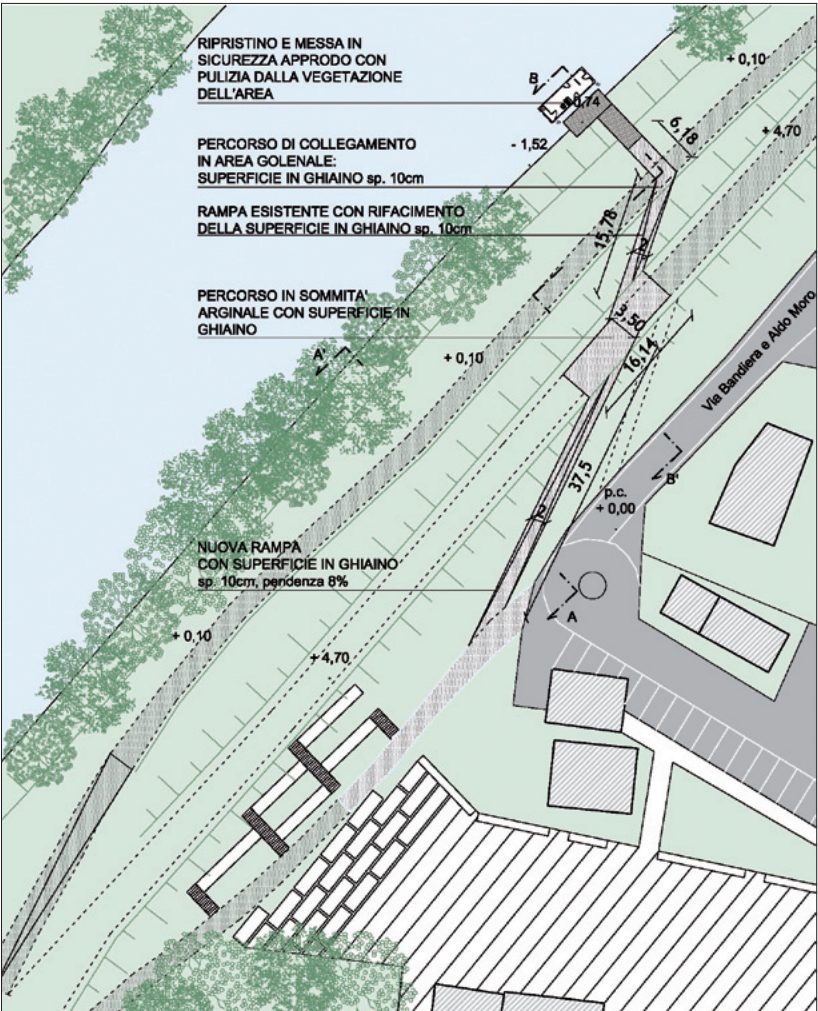 RIPRISTINO E MESSA IN
SICUREZZA APPRODO CON
PULIZIA DALLA VEGETAZIONE
DELL'AREA
B
0,74
+ 0,10
6,18
+ 4,70
PERCORSO DI COLLEGAMENTO
IN AREA GOLENALE:
SUPERFICIE IN GHIAINO sp. 10cm
- 1,52
RAMPA ESISTENTE CON RIFACIMENTO
DELLA SUPERFICIE IN GHIAINO sp. 10cm
15,78
2
PERCORSO IN SOMMITA'
ARGINALE CON SUPERFICIE IN
GHIAINO
3,50
16,14
Via Bandiera e Aldo Moro
A'
+ 0,10
37,5
B'
p.c.
+ 0,00
2
NUOVA RAMPA
CON SUPERFICIE IN GHIAINO
sp. 10cm, pendenza 8%
A
+ 0,10
+ 4,70